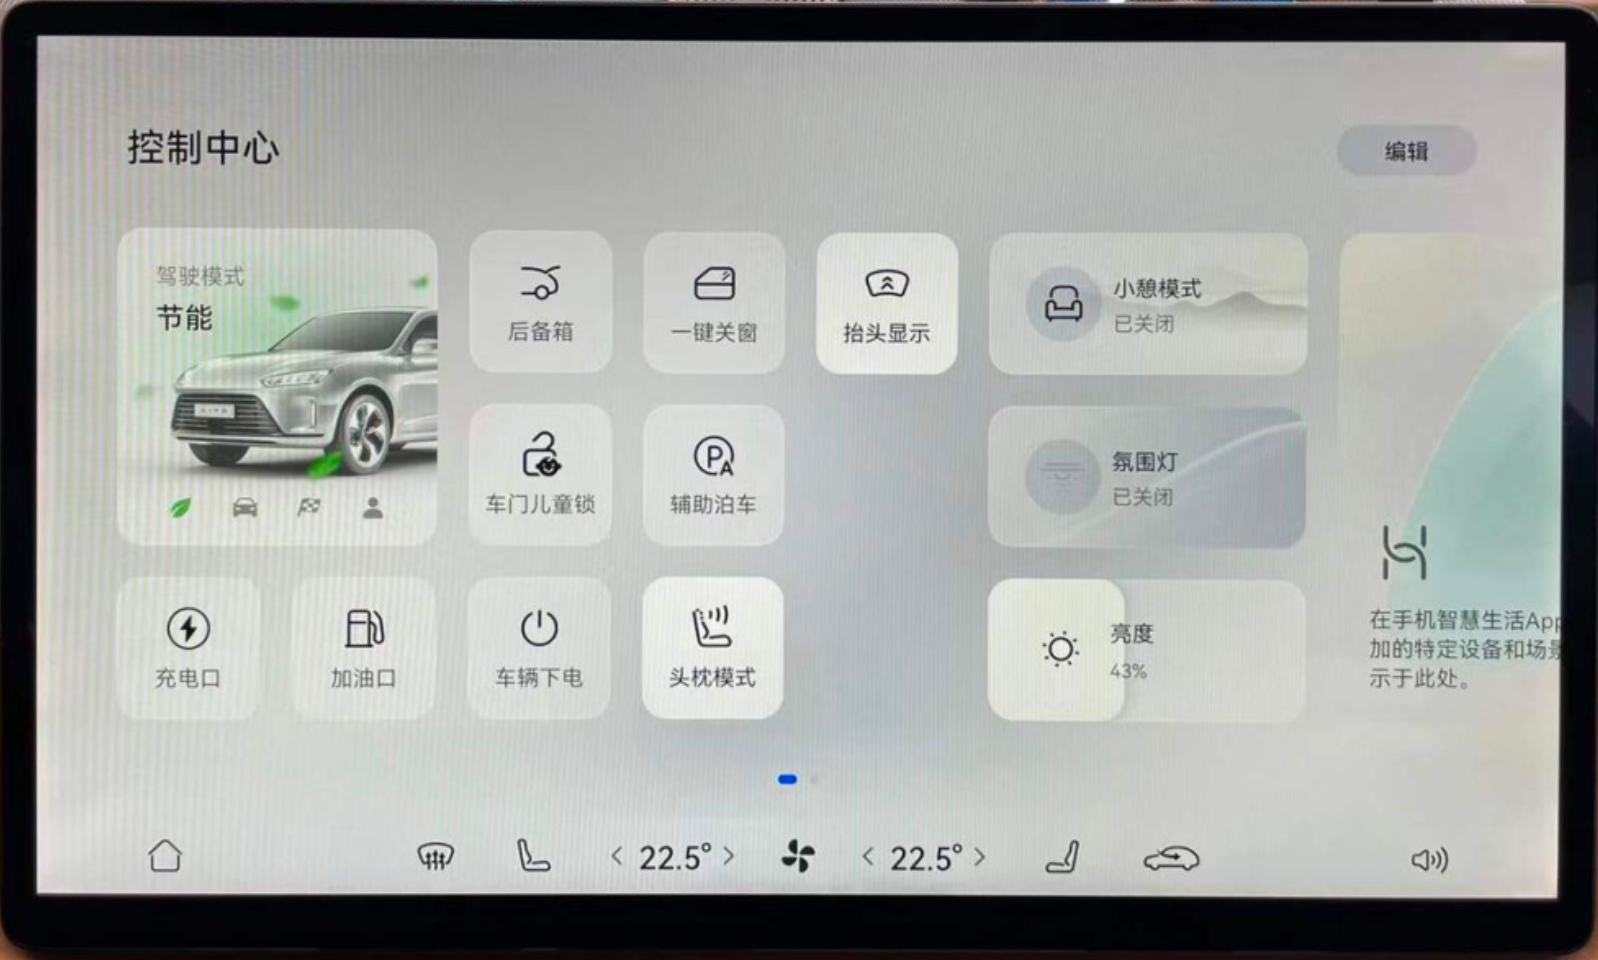 控制中心
编辑
驾驶模式
节能
后备箱
一键关窗
抬头显示
小憩模式
已关闭
车门儿童锁
辅助泊车
氛围灯
已关闭
充电口
加油口
车辆下电
头枕模式
亮度
43%
在手机智慧生活App
加的特定设备和场景
示于此处。
22.5°
22.5°